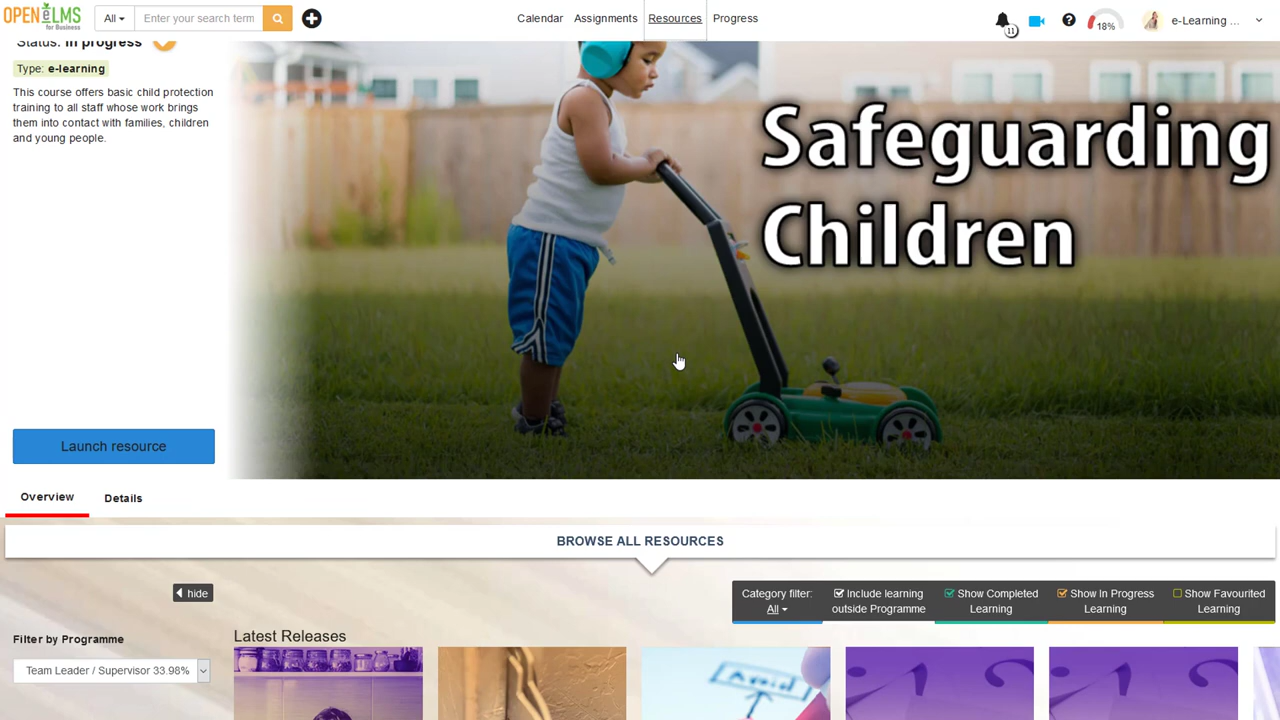 OPEN eLMS
for Business
All
Enter your search term
Calendar
Assignments
Resources
Progress
11
18%
e-Learning ...
Status: In progress
Type: e-learning
This course offers basic child protection
training to all staff whose work brings
them into contact with families, children
and young people.
Safeguarding
Children
Launch resource
Overview
Details
BROWSE ALL RESOURCES
hide
Category filter:
All
Include learning
outside Programme
Show Completed
Learning
Show In Progress
Learning
Show Favourited
Learning
Filter by Programme
Team Leader / Supervisor 33.98%
Latest Releases
Avoid